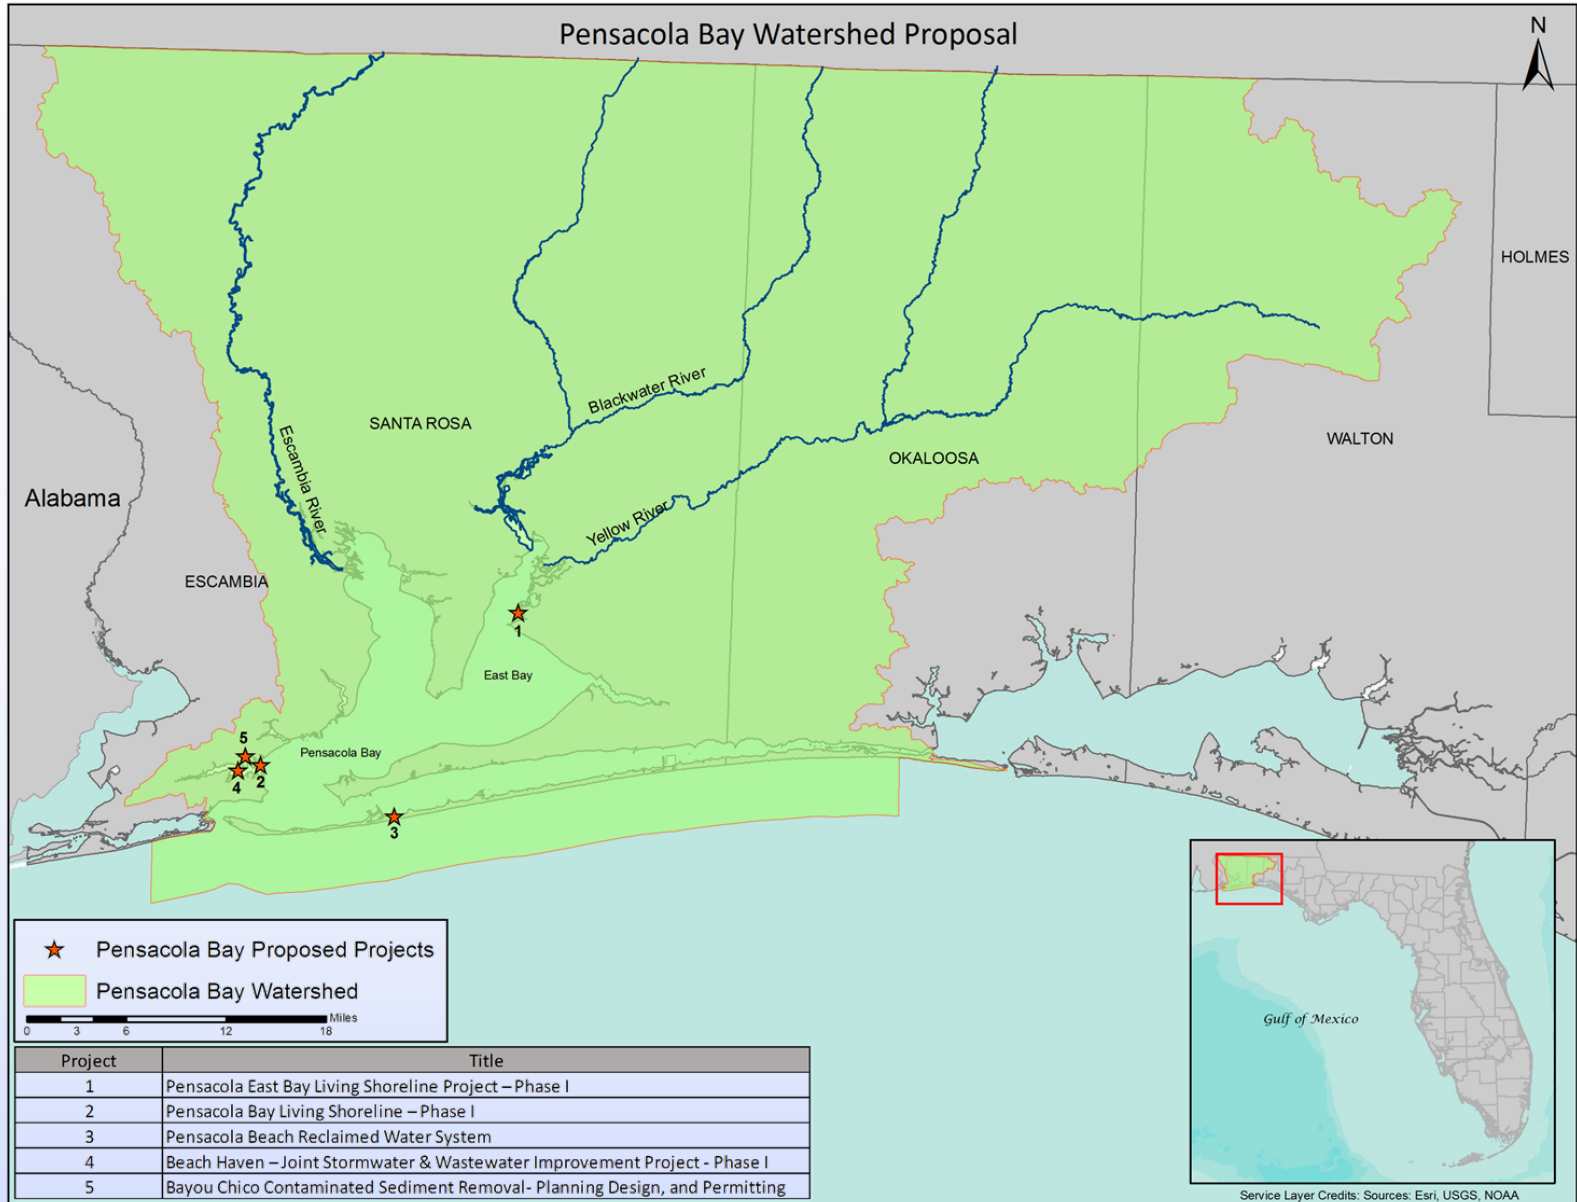 Pensacola Bay Watershed Proposal
N
HOLMES
Blackwater River
SANTA ROSA
WALTON
OKALOOSA
Escambia River
Alabama
Yellow River
ESCAMBIA
1
East Bay
5
Pensacola Bay
4
2
3
Pensacola Bay Proposed Projects
Pensacola Bay Watershed
Miles
0 3 6 12 18
Gulf of Mexico
Project Title
1 Pensacola East Bay Living Shoreline Project – Phase I
2 Pensacola Bay Living Shoreline – Phase I
3 Pensacola Beach Reclaimed Water System
4 Beach Haven – Joint Stormwater & Wastewater Improvement Project - Phase I
5 Bayou Chico Contaminated Sediment Removal- Planning Design, and Permitting
Service Layer Credits: Sources: Esri, USGS, NOAA